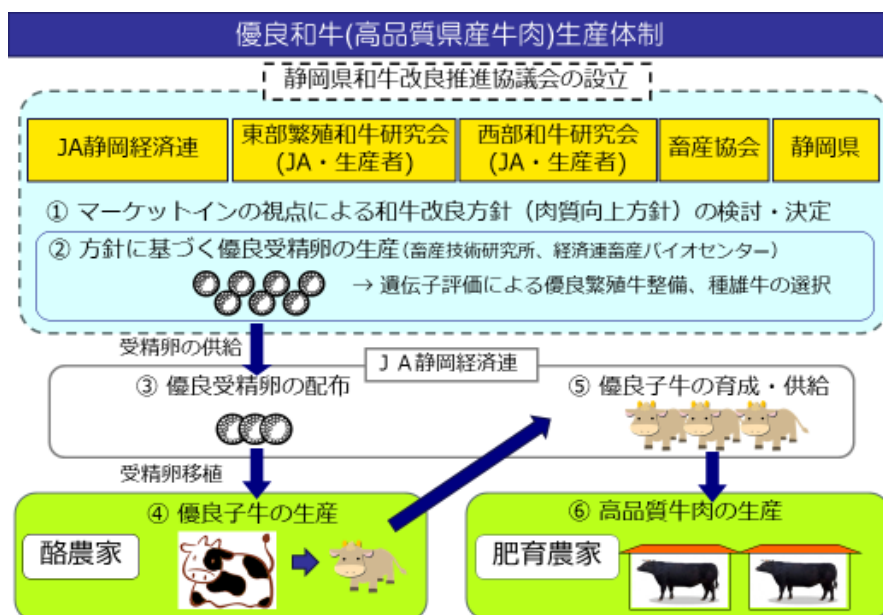 優良和牛(高品質県産牛肉)生産体制
静岡県和牛改良推進協議会の設立
JA静岡経済連
東部繁殖和牛研究会
(JA・生産者)
西部和牛研究会
(JA・生産者)
畜産協会
静岡県
① マーケットインの視点による和牛改良方針（肉質向上方針）の検討・決定
② 方針に基づく優良受精卵の生産(畜産技術研究所、経済連畜産バイオセンター)
→ 遺伝子評価による優良繁殖牛整備、種雄牛の選択
受精卵の供給
ＪＡ静岡経済連
③ 優良受精卵の配布
⑤ 優良子牛の育成・供給
受精卵移植
④ 優良子牛の生産
酪農家
⑥ 高品質牛肉の生産
肥育農家